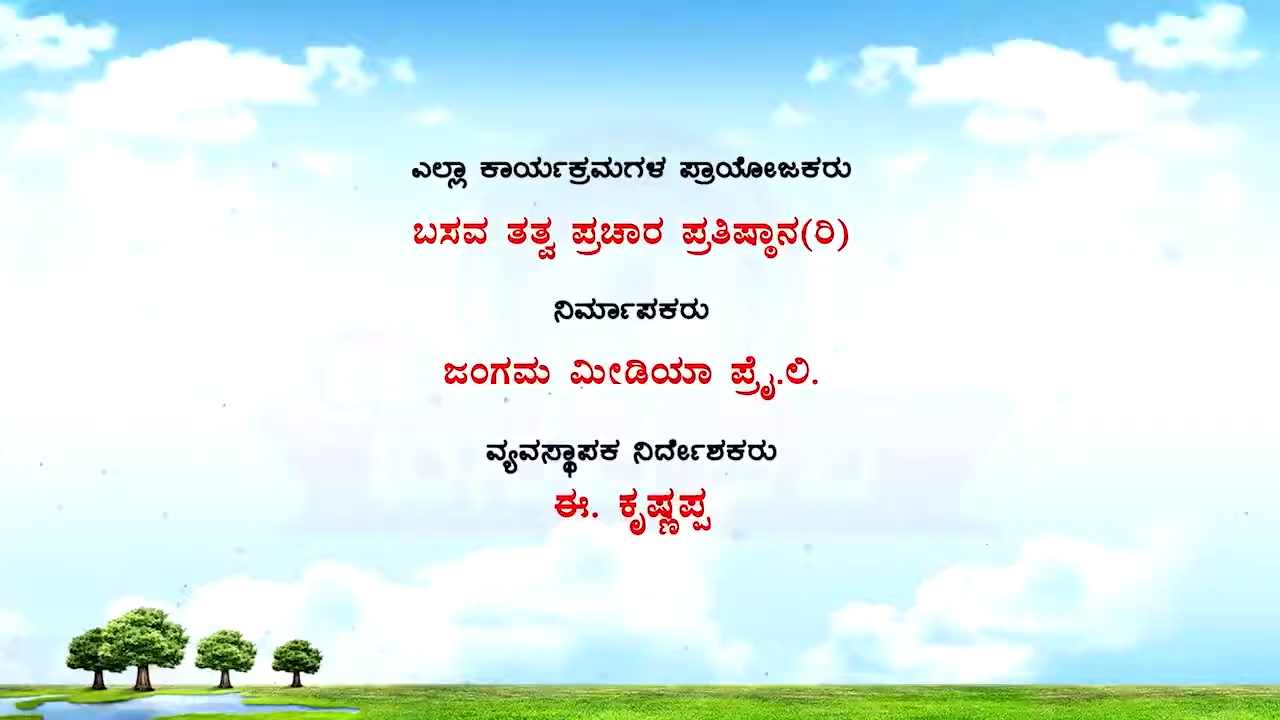 ಎಲ್ಲಾ ಕಾರ್ಯಕ್ರಮಗಳ ಪ್ರಾಯೋಜಕರು
ಬಸವ ತತ್ವ ಪ್ರಚಾರ ಪ್ರತಿಷ್ಠಾನ(ರಿ)
ನಿರ್ಮಾಪಕರು
ಜಂಗಮ ಮೀಡಿಯಾ ಪ್ರೈ.ಲಿ.
ವ್ಯವಸ್ಥಾಪಕ ನಿರ್ದೇಶಕರು
ಈ. ಕೃಷ್ಣಪ್ಪ